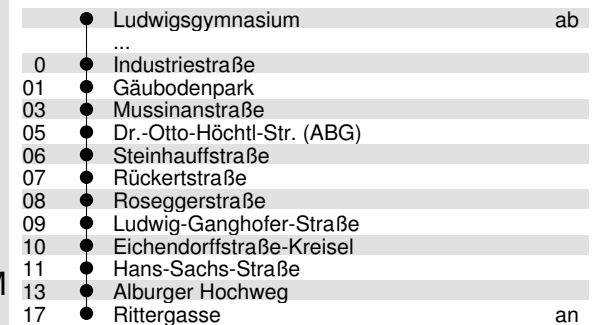 Ludwigsgymnasium ab
...
0 Industriestraße
01 Gäubodenpark
03 Mussinanstraße
05 Dr.-Otto-Höchtl-Str. (ABG)
06 Steinhauffstraße
07 Rückertstraße
08 Roseggerstraße
09 Ludwig-Ganghofer-Straße
10 Eichendorffstraße-Kreisel
11 Hans-Sachs-Straße
13 Alburger Hochweg
17 Rittergasse an